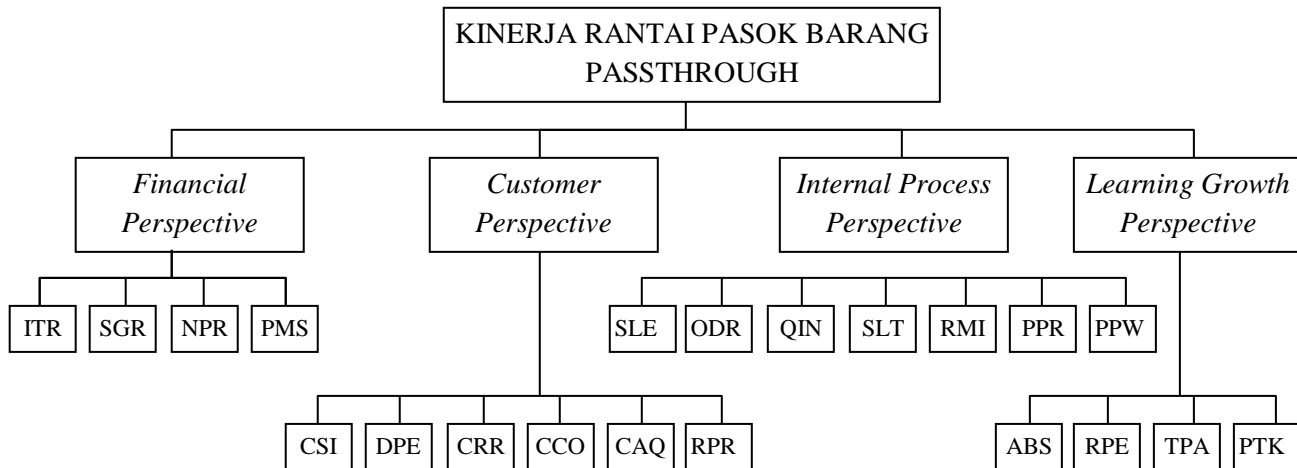 KINERJA RANTAI PASOK BARANG
PASSTHROUGH
Financial
Perspective
Customer
Perspective
Internal Process
Perspective
Learning Growth
Perspective
ITR SGR NPR PMS
SLE ODR QIN SLT RMI PPR PPW
CSI DPE CRR CCO CAQ RPR
ABS RPE TPA PTK